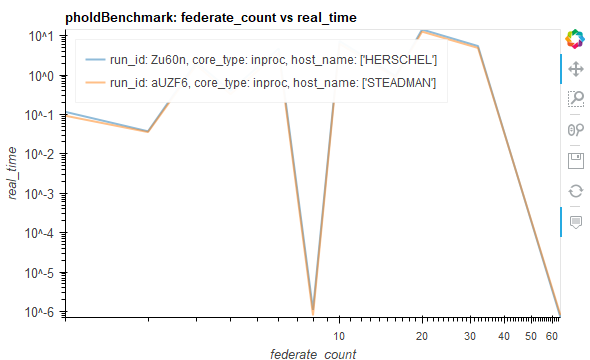 pholdBenchmark: federate_count vs real_time
run_id: Zu60n, core_type: inproc, host_name: ['HERSCHEL']
run_id: aUZF6, core_type: inproc, host_name: ['STEADMAN']
10^1
10^0
10^-1
10^-2
10^-3
10^-4
10^-5
10^-6
real_time
10
20
30
40
50
60
federate_count